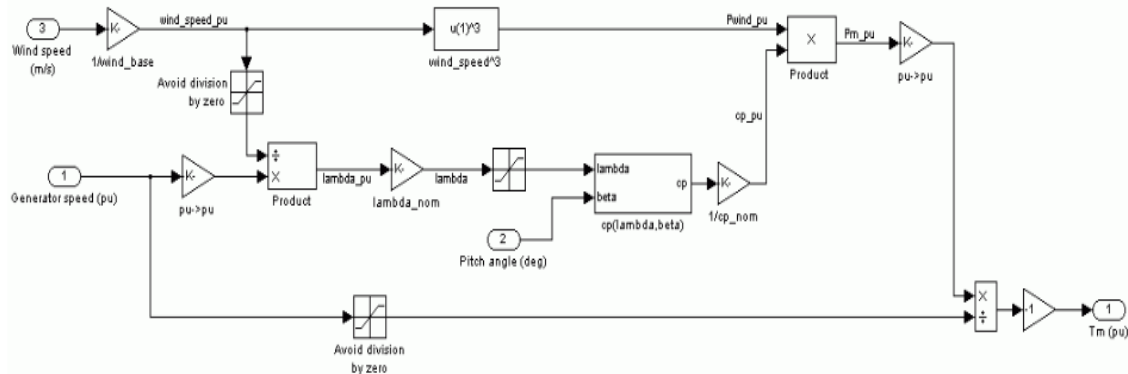 3
Wind speed
(m/s)
K-
1/wind_base
wind_speed_pu
u(1)^3
wind_speed^3
Pwind_pu
X
Product
Pm_pu
K-
pu->pu
Avoid division
by zero
cp_pu
1
Generator speed (pu)
K-
pu->pu
÷
X
Product
lambda_pu
K-
lambda_nom
lambda
lambda
beta
cp
cp(lambda,beta)
K-
1/cp_nom
2
Pitch angle (deg)
Avoid division
by zero
X
÷
-1
1
Tm (pu)